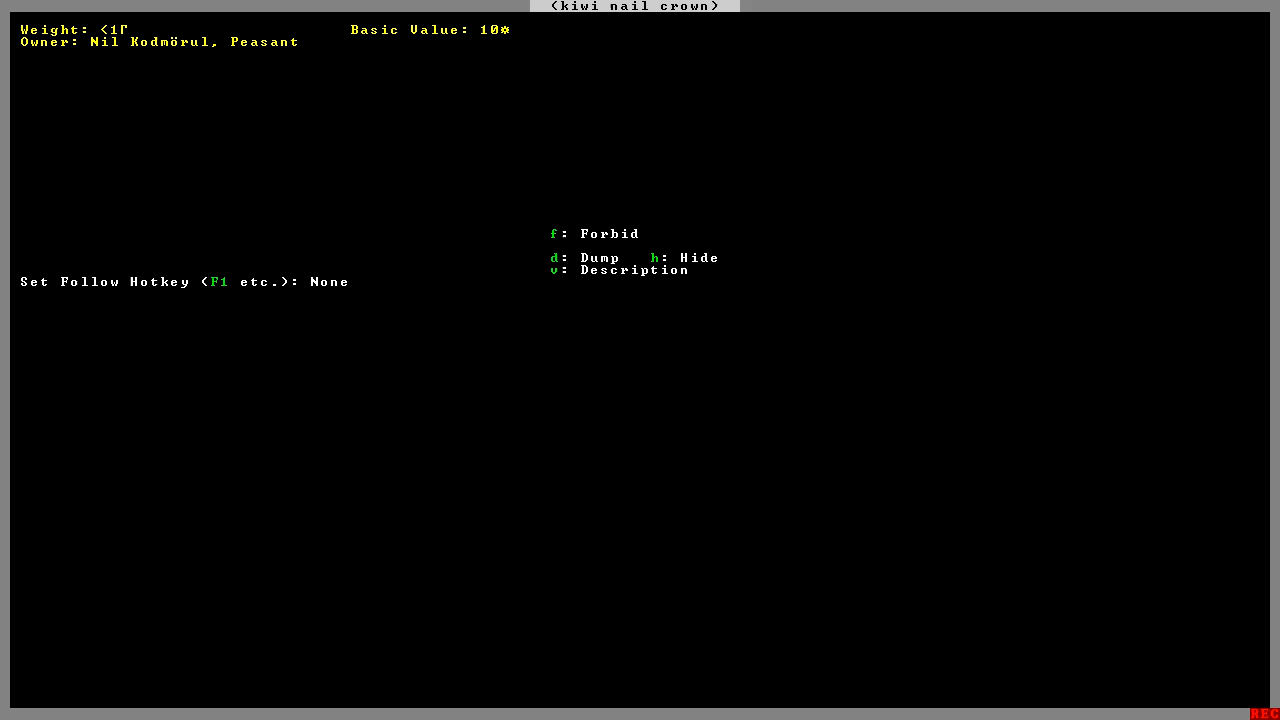 (kiwi nail crown)
Weight: <1Γ Basic Value: 10☼
Owner: Nil Kodmörul, Peasant
f: Forbid
d: Dump h: Hide
v: Description
Set Follow Hotkey (F1 etc.): None
REC